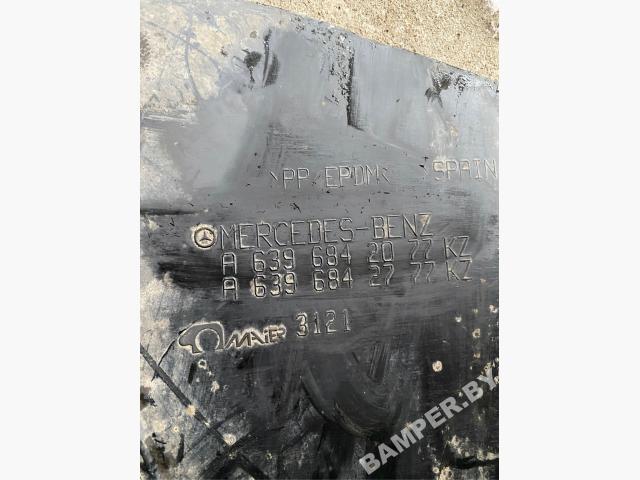 >PP/EPDM< SPAIN
MERCEDES-BENZ
A 639 684 20 77 KZ
A 639 684 27 77 KZ
MAIER 3121
BAMPER.BY